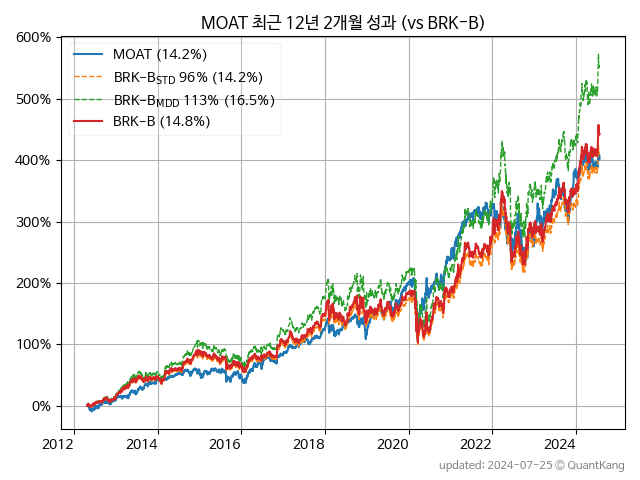 MOAT 최근 12년 2개월 성과 (vs BRK-B)
600%
500%
400%
300%
200%
100%
0%
MOAT (14.2%)
BRK-B_STD 96% (14.2%)
BRK-B_MDD 113% (16.5%)
BRK-B (14.8%)
2012 2014 2016 2018 2020 2022 2024
updated: 2024-07-25 © QuantKang